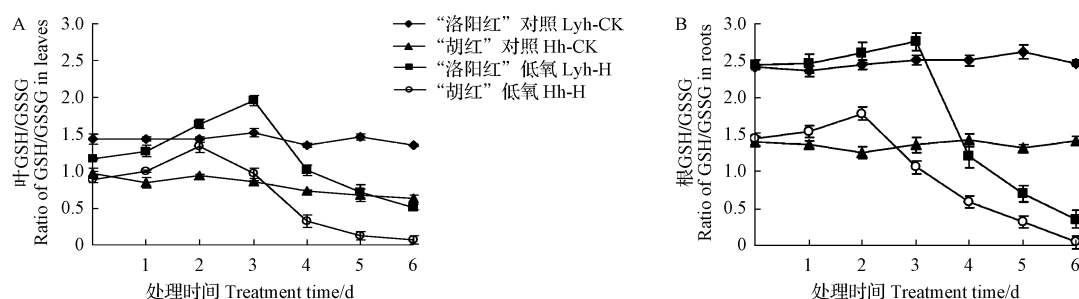 A
叶GSH/GSSG
Ratio of GSH/GSSG in leaves
3.0
2.5
2.0
1.5
1.0
0.5
0
1 2 3 4 5 6
处理时间 Treatment time/d
“洛阳红”对照 Lyh-CK
“胡红”对照 Hh-CK
“洛阳红”低氧 Lyh-H
“胡红”低氧 Hh-H
B
根GSH/GSSG
Ratio of GSH/GSSG in roots
3.0
2.5
2.0
1.5
1.0
0.5
0
1 2 3 4 5 6
处理时间 Treatment time/d